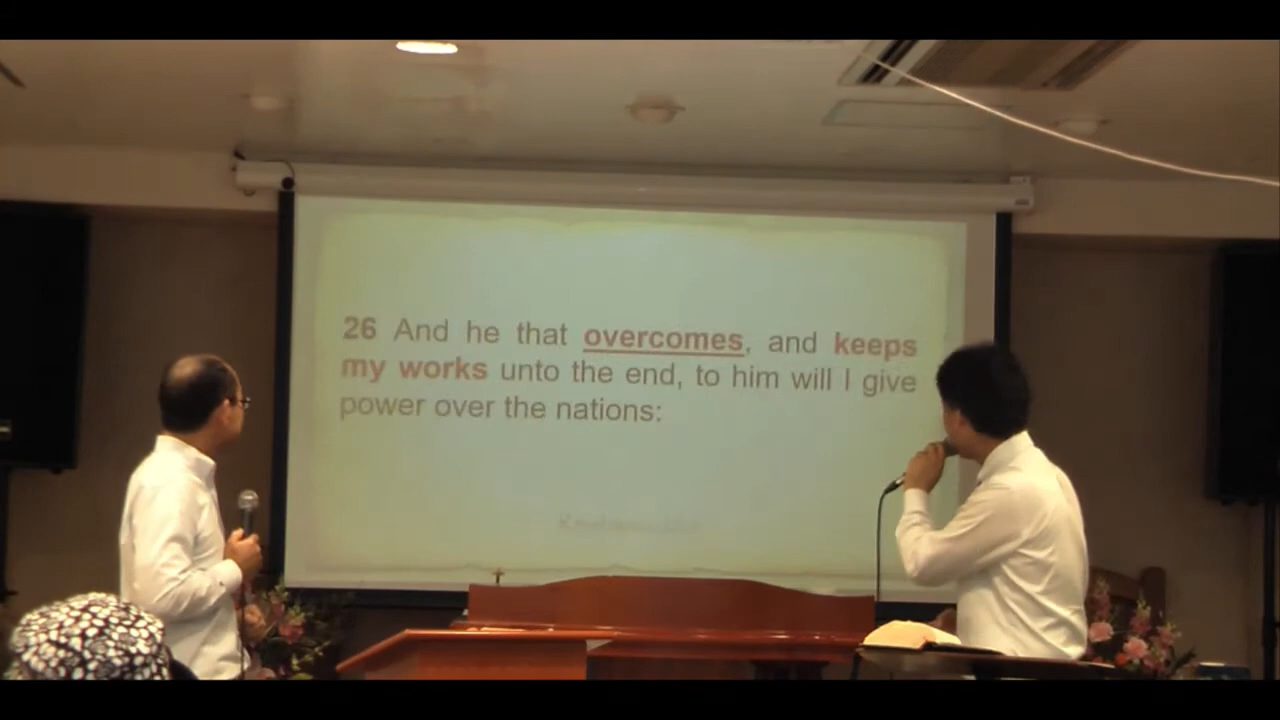 26 And he that overcomes, and keeps
my works unto the end, to him will I give
power over the nations: